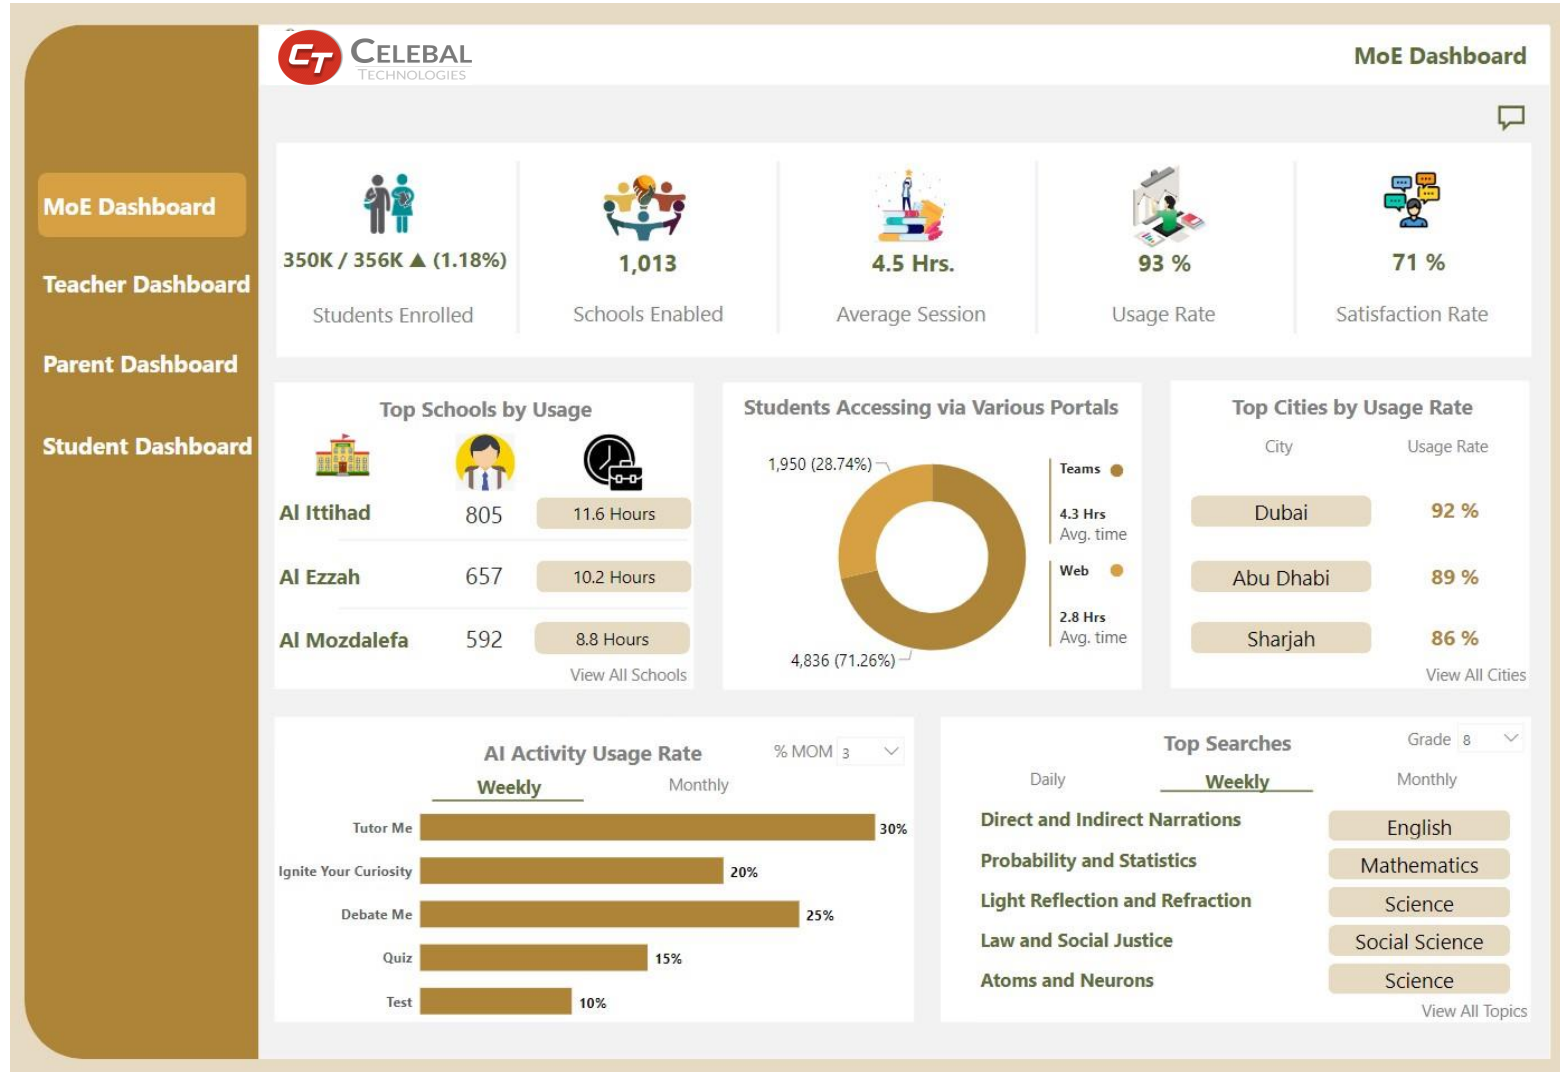 CT CELEBAL
TECHNOLOGIES
MoE Dashboard
MoE Dashboard
Teacher Dashboard
Parent Dashboard
Student Dashboard
350K / 356K ▲ (1.18%)
Students Enrolled
1,013
Schools Enabled
4.5 Hrs.
Average Session
93 %
Usage Rate
71 %
Satisfaction Rate
Top Schools by Usage
Al Ittihad 805 11.6 Hours
Al Ezzah 657 10.2 Hours
Al Mozdalefa 592 8.8 Hours
View All Schools
Students Accessing via Various Portals
1,950 (28.74%)
4,836 (71.26%)
Teams
4.3 Hrs
Avg. time
Web
2.8 Hrs
Avg. time
Top Cities by Usage Rate
City Usage Rate
Dubai 92 %
Abu Dhabi 89 %
Sharjah 86 %
View All Cities
AI Activity Usage Rate
% MOM 3
Weekly Monthly
Tutor Me 30%
Ignite Your Curiosity 20%
Debate Me 25%
Quiz 15%
Test 10%
Top Searches
Grade 8
Daily Weekly Monthly
Direct and Indirect Narrations English
Probability and Statistics Mathematics
Light Reflection and Refraction Science
Law and Social Justice Social Science
Atoms and Neurons Science
View All Topics